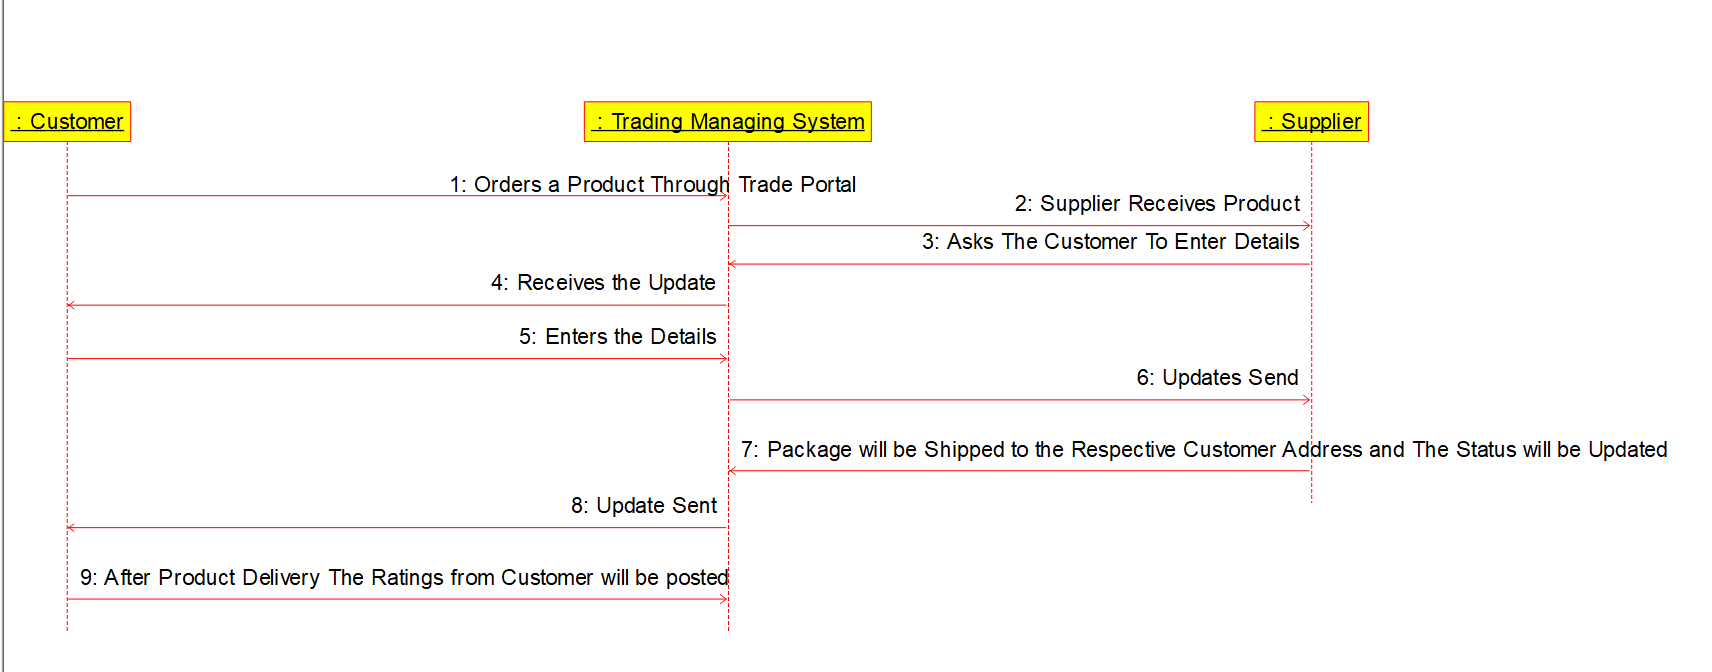 : Customer
: Trading Managing System
: Supplier
1: Orders a Product Through Trade Portal
2: Supplier Receives Product
3: Asks The Customer To Enter Details
4: Receives the Update
5: Enters the Details
6: Updates Send
7: Package will be Shipped to the Respective Customer Address and The Status will be Updated
8: Update Sent
9: After Product Delivery The Ratings from Customer will be posted